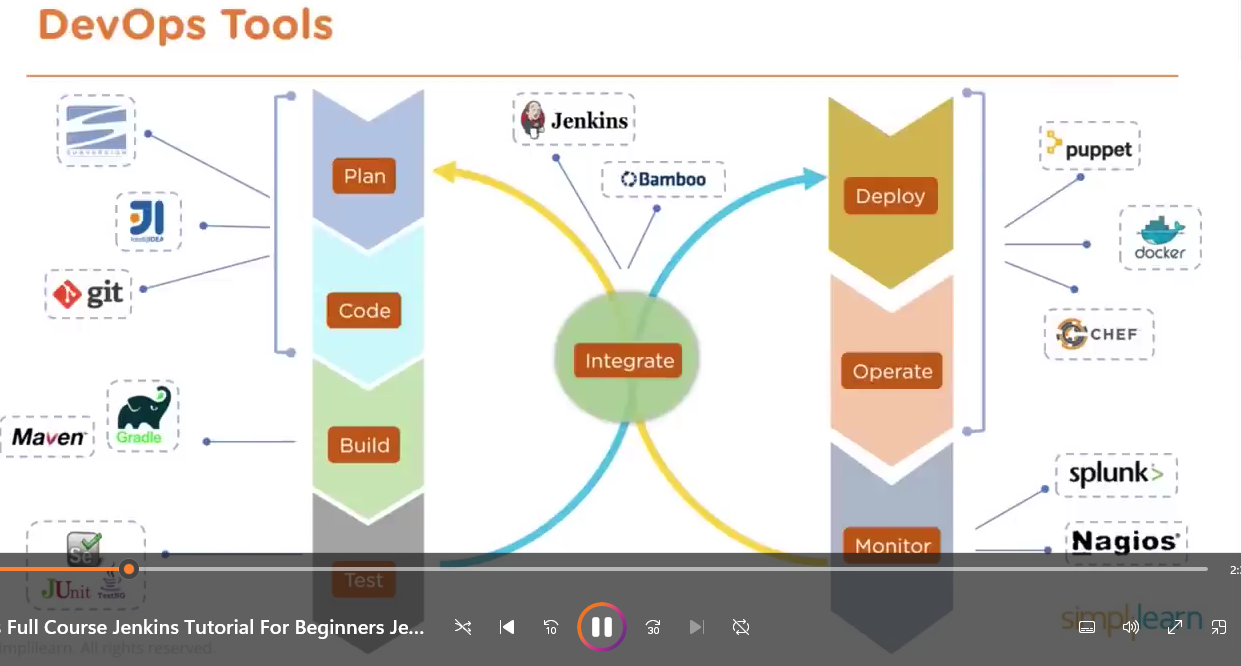 DevOps Tools
SUBVERSION
IntelliJIDEA
git
Maven
Gradle
Se
JUnit
TestNG
Plan
Code
Build
Test
Jenkins
Bamboo
Integrate
Deploy
Operate
Monitor
puppet
docker
CHEF
splunk>
Nagios®
simplilearn
2:
Full Course Jenkins Tutorial For Beginners Je...
10
30
implilearn. All rights reserved.